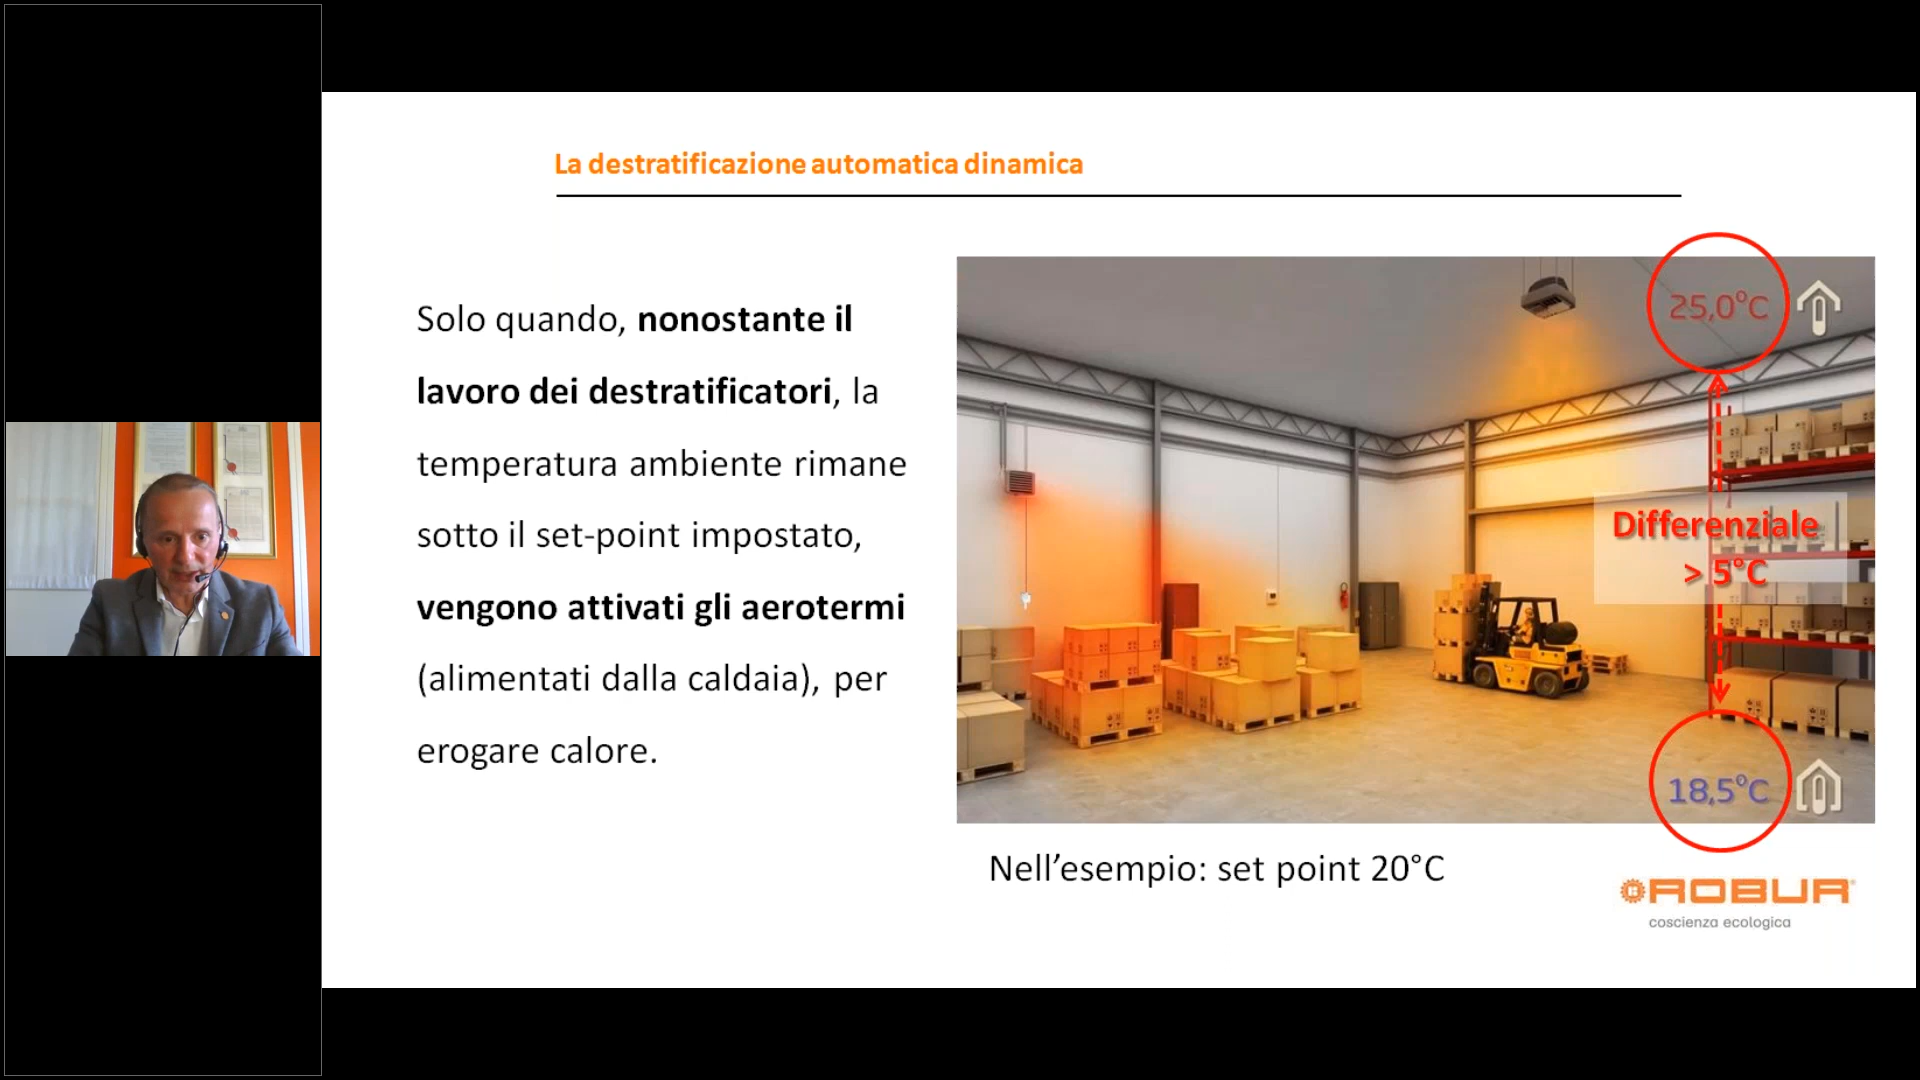 La destratificazione automatica dinamica
Solo quando, nonostante il
lavoro dei destratificatori, la
temperatura ambiente rimane
sotto il set-point impostato,
vengono attivati gli aerotermi
(alimentati dalla caldaia), per
erogare calore.
25,0°C
Differenziale
> 5°C
18,5°C
Nell’esempio: set point 20°C
ROBUR
coscienza ecologica